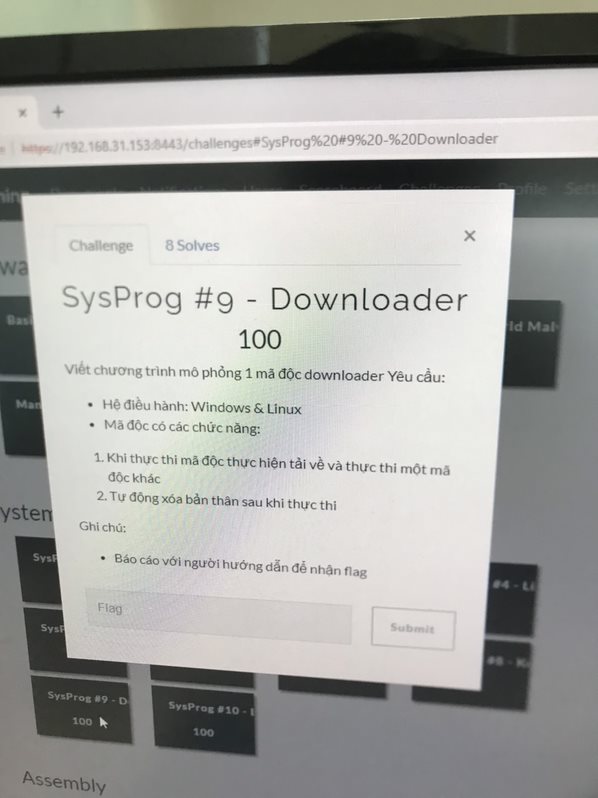 https://192.168.31.153:8443/challenges#SysProg%20#9%20-%20Downloader
Profile
Challenge
8 Solves
SysProg #9 - Downloader
100
Viết chương trình mô phỏng 1 mã độc downloader Yêu cầu:
• Hệ điều hành: Windows & Linux
• Mã độc có các chức năng:
1. Khi thực thi mã độc thực hiện tải về và thực thi một mã
độc khác
2. Tự động xóa bản thân sau khi thực thi
Ghi chú:
• Báo cáo với người hướng dẫn để nhận flag
Flag
Submit
SysProg #9 - D
100
SysProg #10 -
100
Assembly